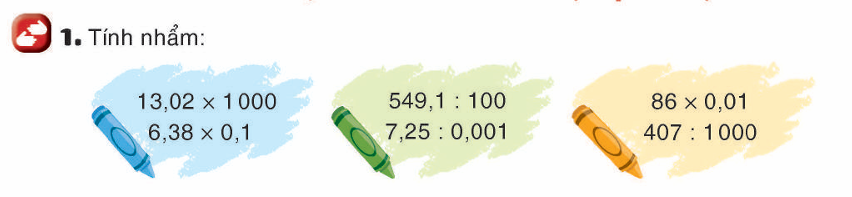 1. Tính nhẩm:
13,02 × 1 000
6,38 × 0,1
549,1 : 100
7,25 : 0,001
86 × 0,01
407 : 1 000